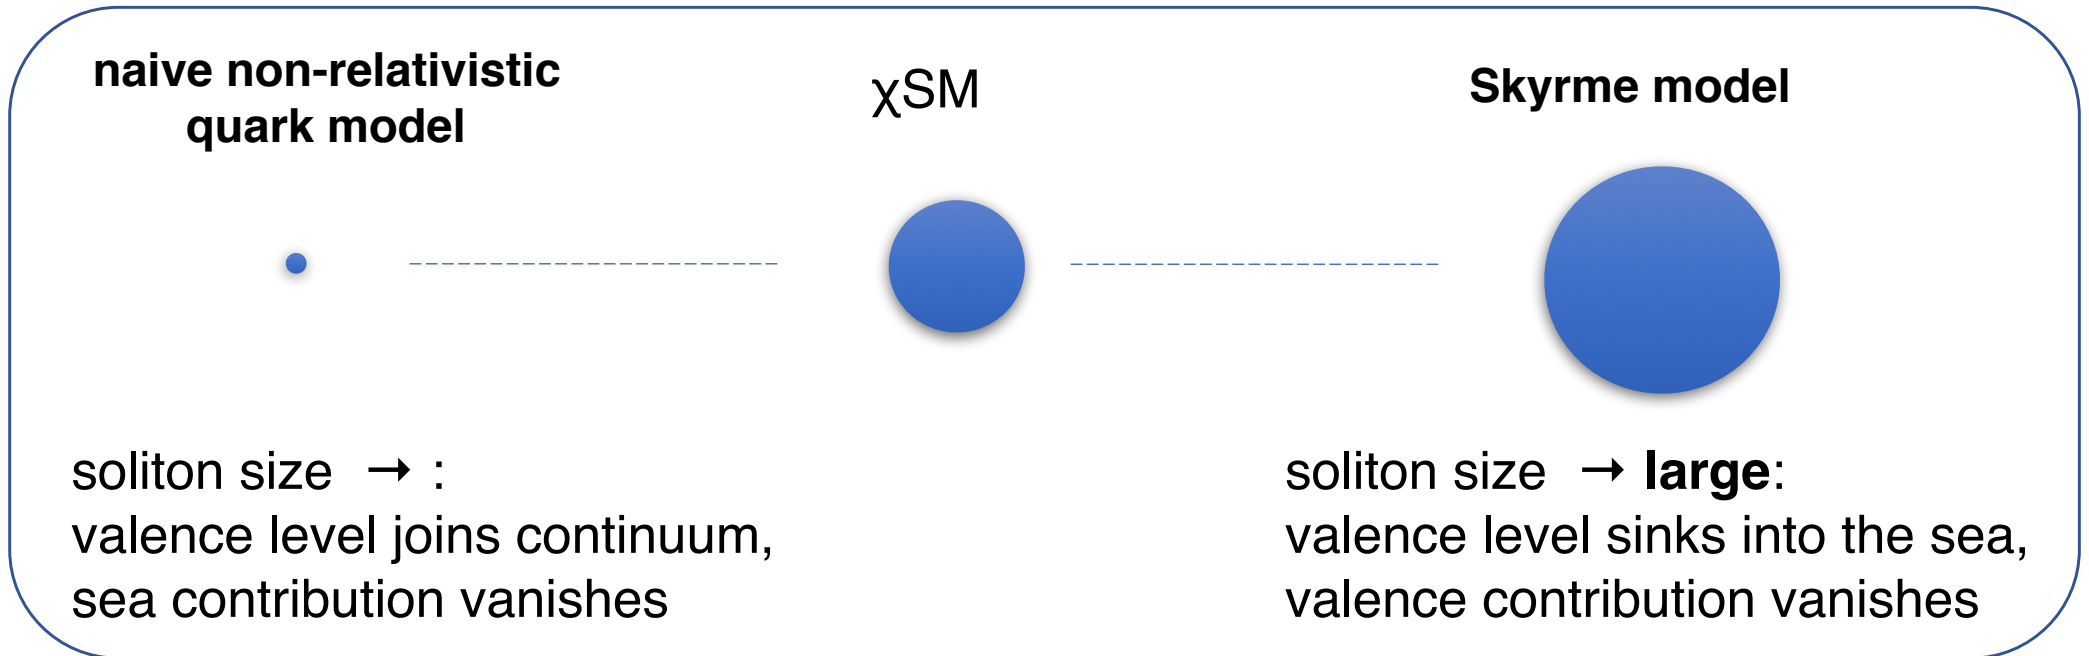 naive non-relativistic
quark model
χSM
Skyrme model
soliton size → :
valence level joins continuum,
sea contribution vanishes
soliton size → large:
valence level sinks into the sea,
valence contribution vanishes